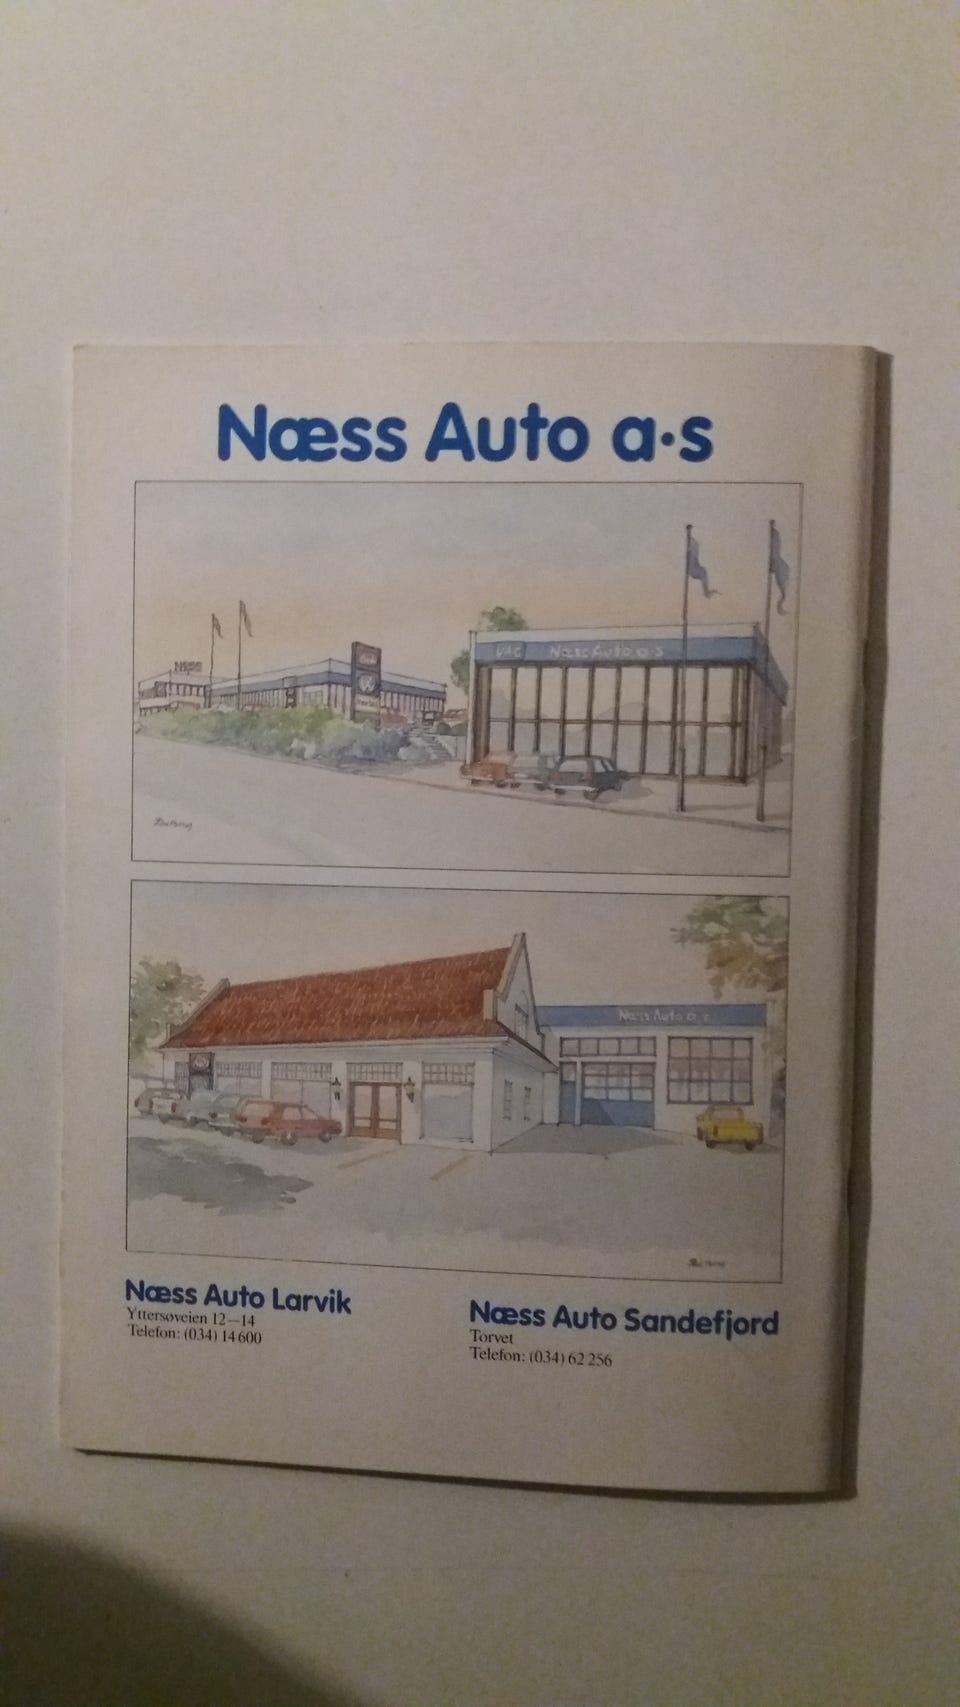 Næss Auto a·s
Næss
VAG Næss Auto a·s
Næss Auto a·s
Næss Auto Larvik
Yttersøveien 12–14
Telefon: (034) 14 600
Næss Auto Sandefjord
Torvet
Telefon: (034) 62 256